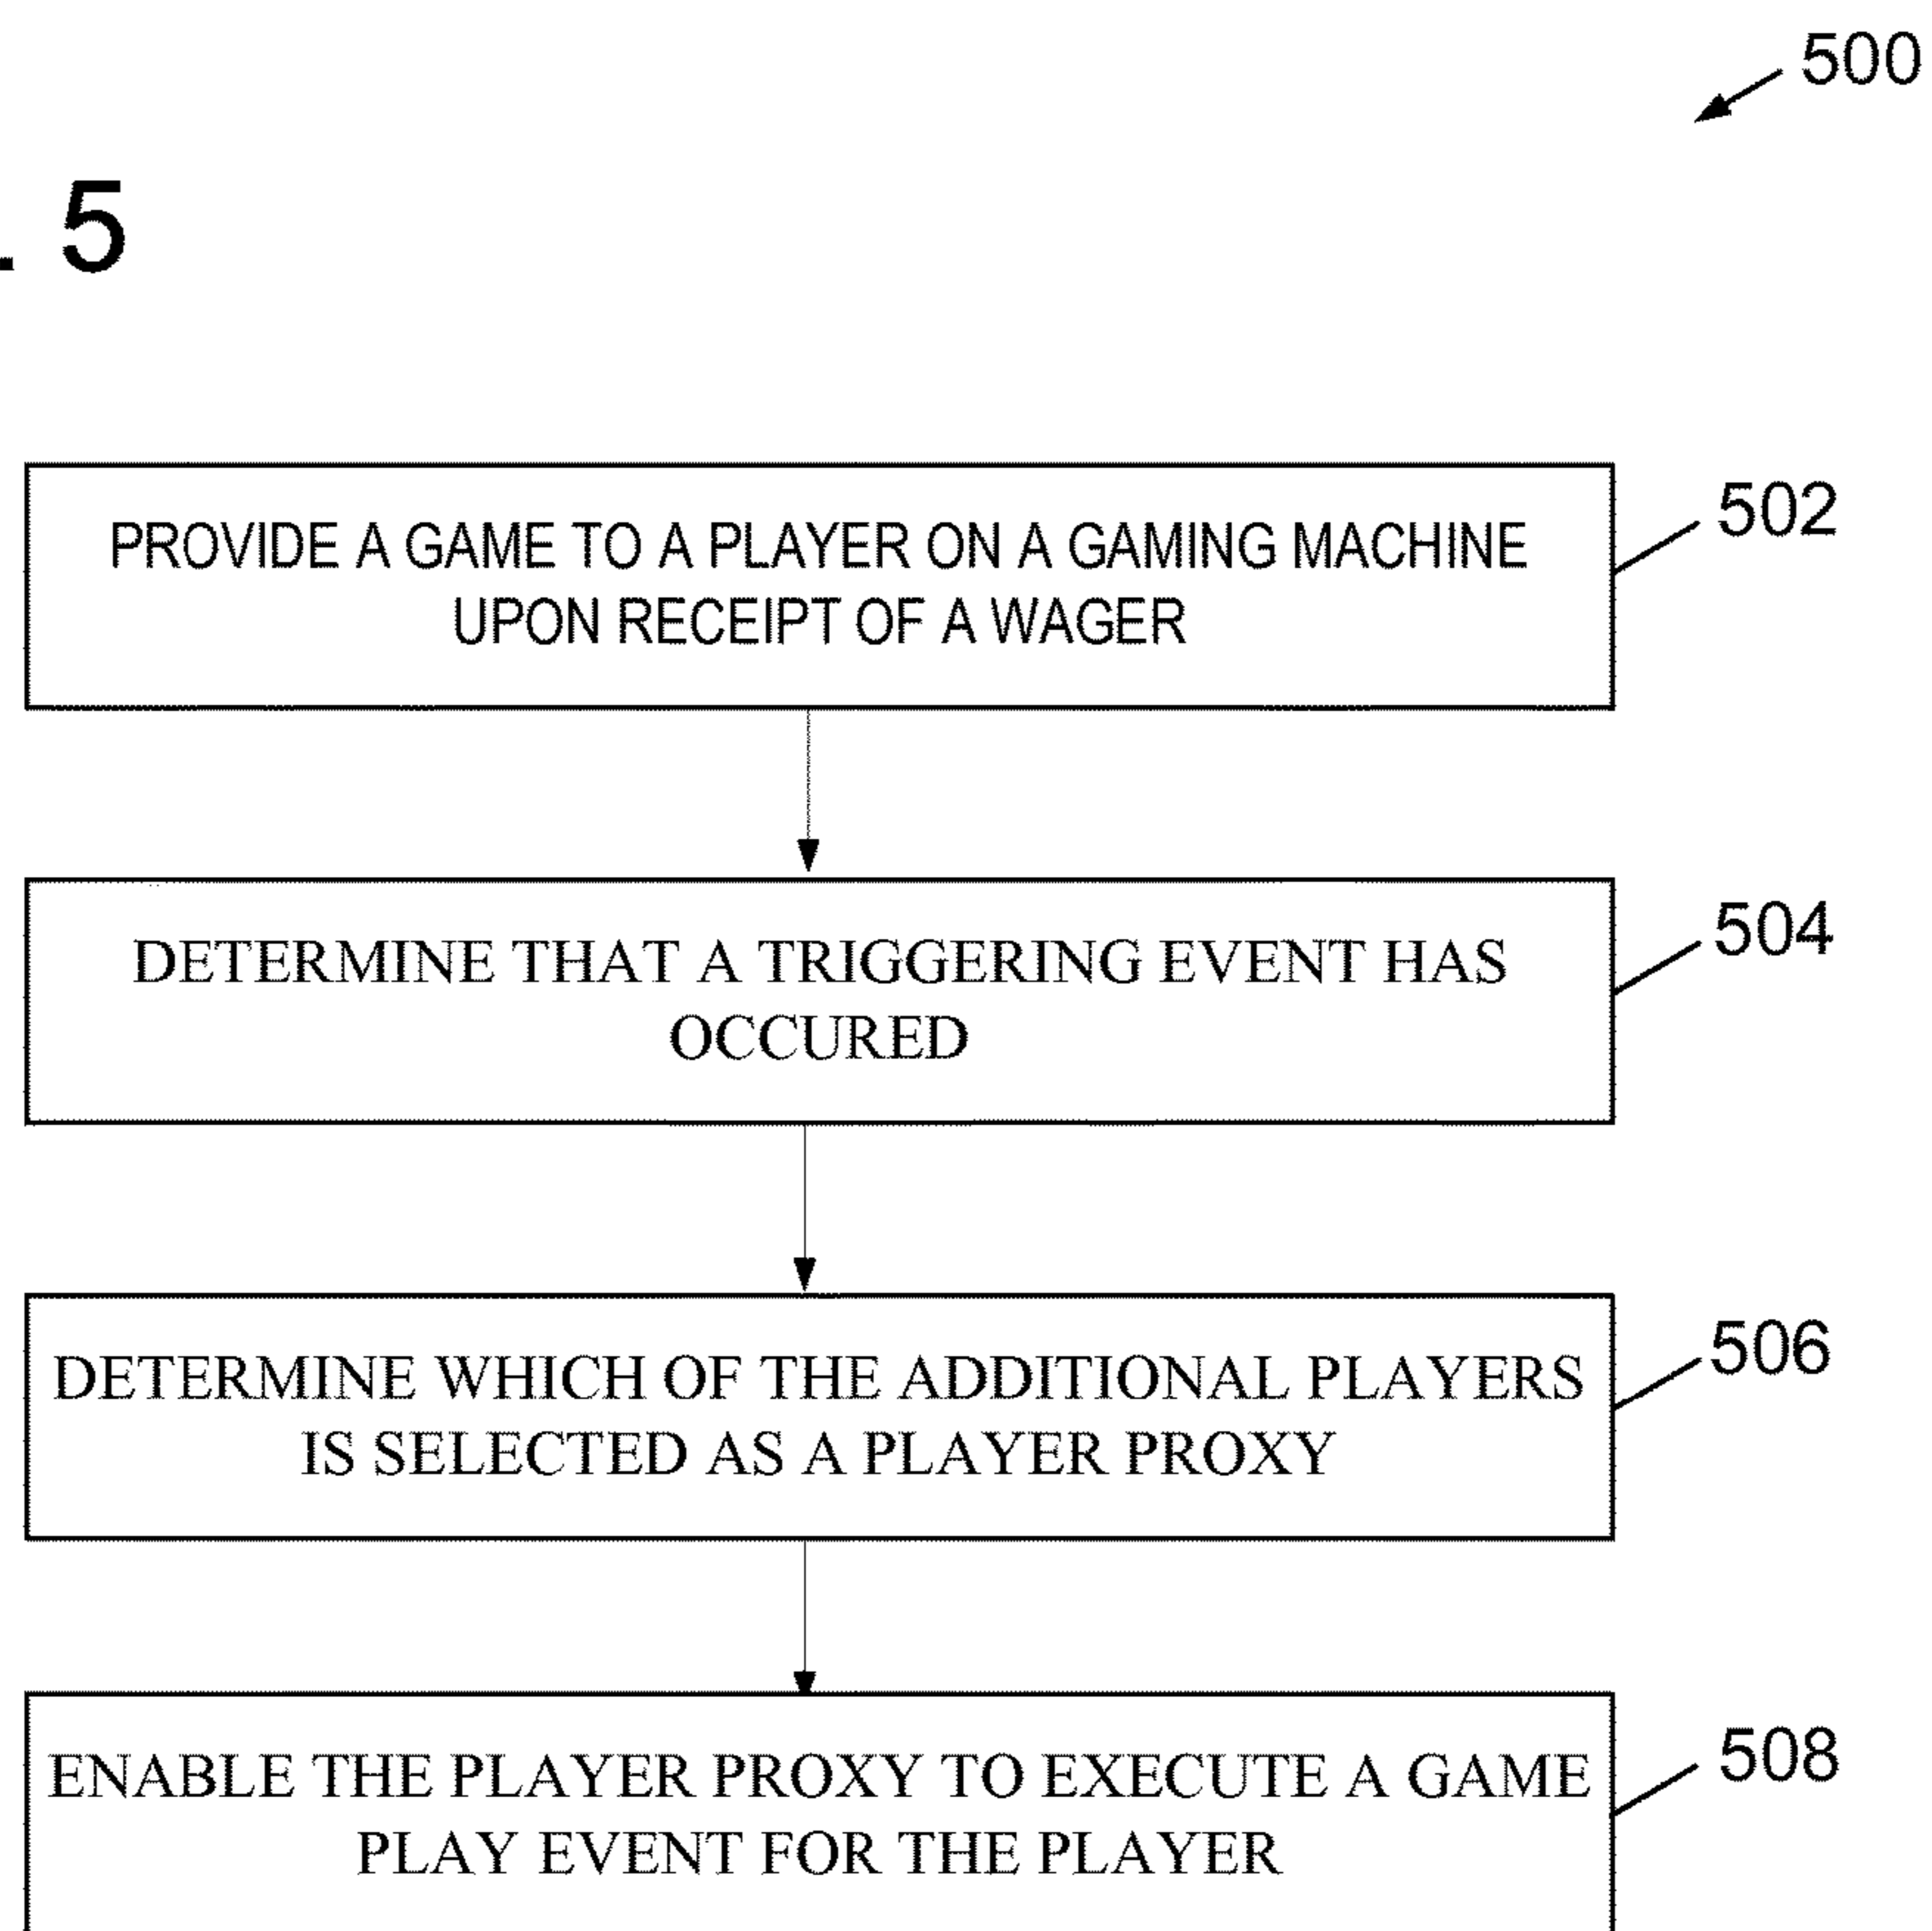 500
. 5
PROVIDE A GAME TO A PLAYER ON A GAMING MACHINE
UPON RECEIPT OF A WAGER
502
DETERMINE THAT A TRIGGERING EVENT HAS
OCCURED
504
DETERMINE WHICH OF THE ADDITIONAL PLAYERS
IS SELECTED AS A PLAYER PROXY
506
ENABLE THE PLAYER PROXY TO EXECUTE A GAME
PLAY EVENT FOR THE PLAYER
508